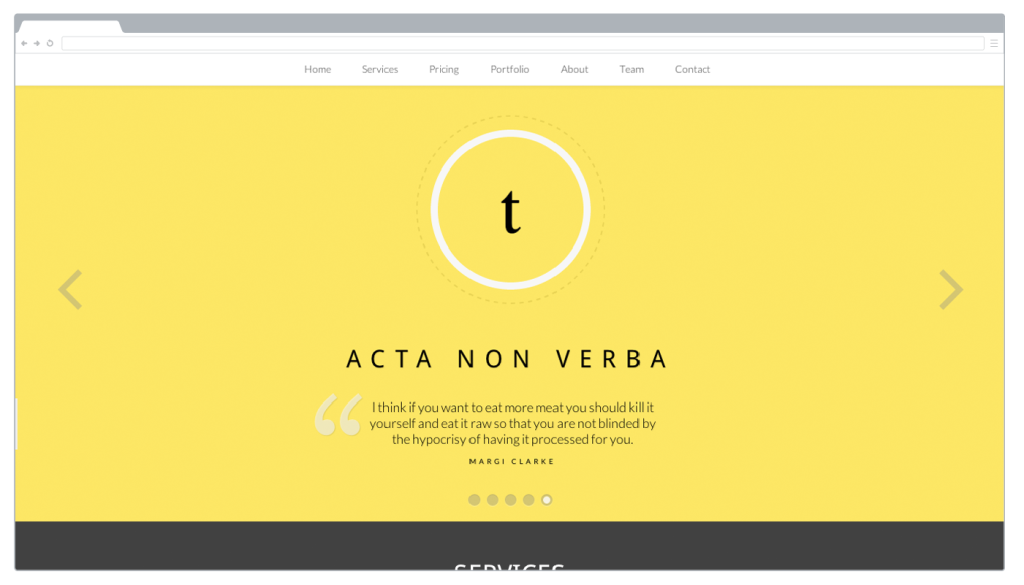 Home Services Pricing Portfolio About Team Contact
t
ACTA NON VERBA
“ I think if you want to eat more meat you should kill it
yourself and eat it raw so that you are not blinded by
the hypocrisy of having it processed for you.
MARGI CLARKE
SERVICES